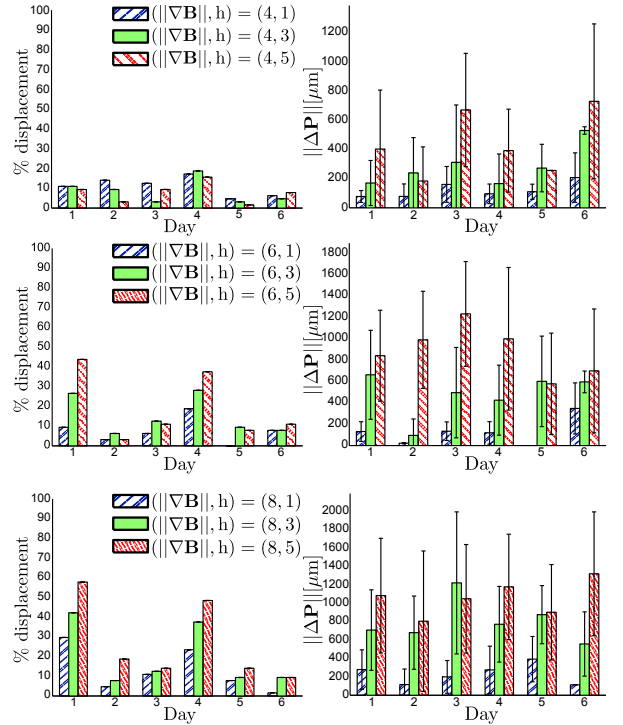 100
90
80
70
60
50
40
30
20
10
0
% displacement
(||∇B||, h) = (4, 1)
(||∇B||, h) = (4, 3)
(||∇B||, h) = (4, 5)
1 2 3 4 5 6
Day
1200
1000
800
600
400
200
0
||ΔP||[μm]
1 2 3 4 5 6
Day
100
90
80
70
60
50
40
30
20
10
0
% displacement
(||∇B||, h) = (6, 1)
(||∇B||, h) = (6, 3)
(||∇B||, h) = (6, 5)
1 2 3 4 5 6
Day
1800
1600
1400
1200
1000
800
600
400
200
0
||ΔP||[μm]
1 2 3 4 5 6
Day
100
90
80
70
60
50
40
30
20
10
0
% displacement
(||∇B||, h) = (8, 1)
(||∇B||, h) = (8, 3)
(||∇B||, h) = (8, 5)
1 2 3 4 5 6
Day
2000
1800
1600
1400
1200
1000
800
600
400
200
0
||ΔP||[μm]
1 2 3 4 5 6
Day